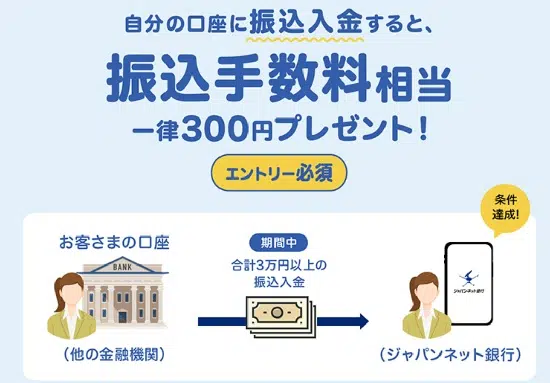 自分の口座に振込入金すると、
振込手数料相当
一律300円プレゼント！
エントリー必須
条件
達成!
お客さまの口座
BANK
（他の金融機関）
期間中
合計3万円以上の
振込入金
ジャパンネット銀行
（ジャパンネット銀行）